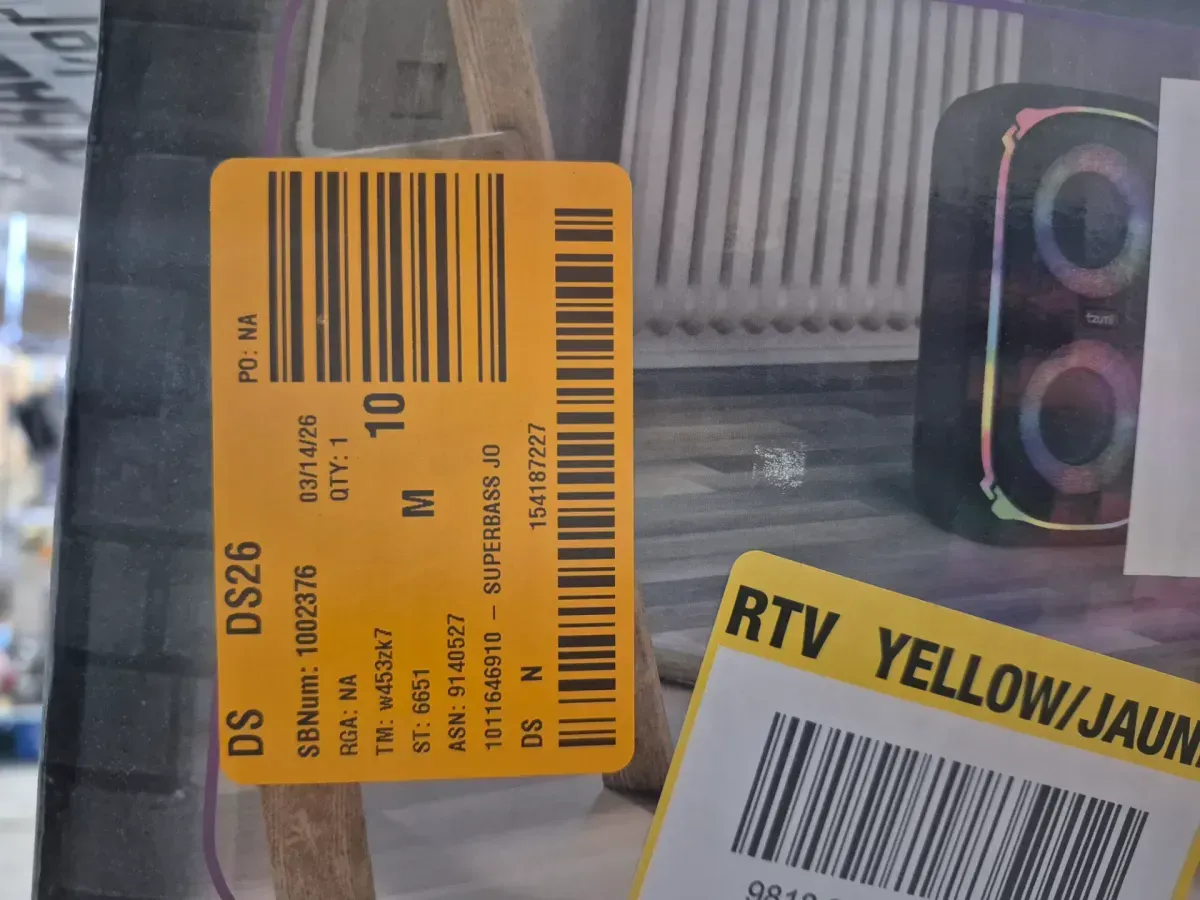 DS DS26 PO: NA
SBNum: 1002376 03/14/26
RGA: NA QTY: 1
TM: w453zk7 10
ST: 6651 M
ASN: 9140527
1011646910 – SUPERBASS JO
DS N 154187227
tzumi
RTV YELLOW/JAUN